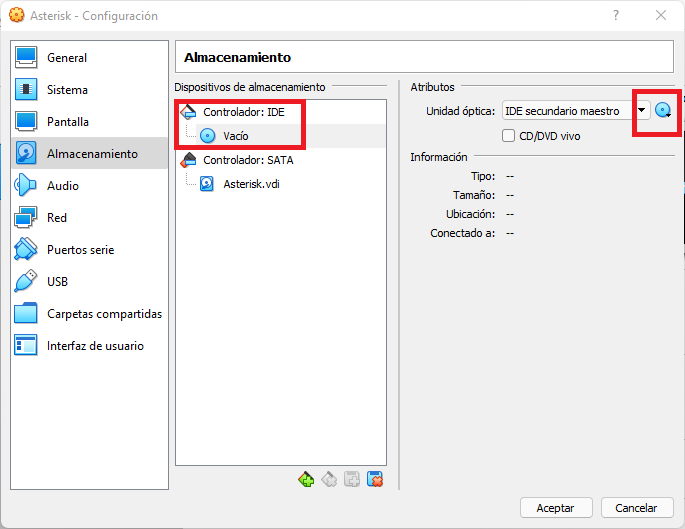 Asterisk - Configuración
?
General
Sistema
Pantalla
Almacenamiento
Audio
Red
Puertos serie
USB
Carpetas compartidas
Interfaz de usuario
Almacenamiento
Dispositivos de almacenamiento
Controlador: IDE
Vacío
Controlador: SATA
Asterisk.vdi
Atributos
Unidad óptica: IDE secundario maestro
CD/DVD vivo
Información
Tipo: --
Tamaño: --
Ubicación: --
Conectado a: --
Aceptar Cancelar